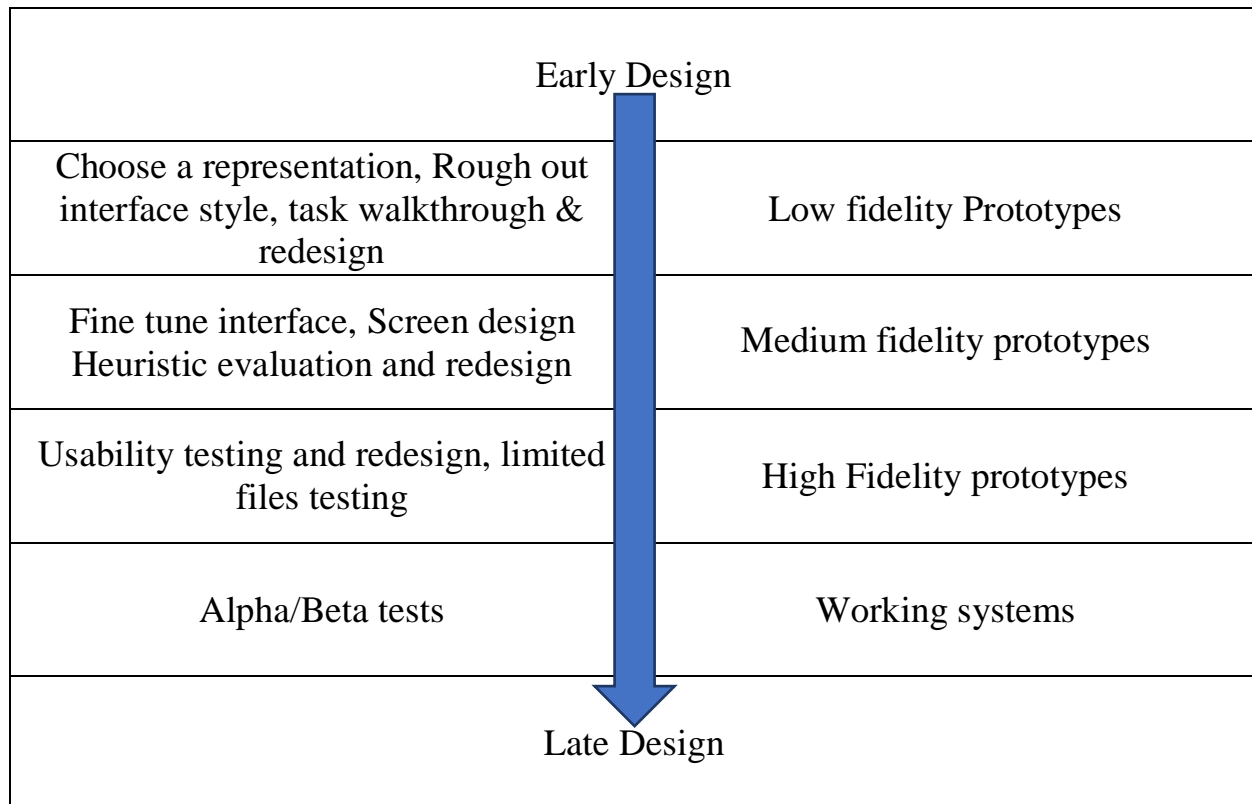 Early Design
Choose a representation, Rough out
interface style, task walkthrough &
redesign
Low fidelity Prototypes
Fine tune interface, Screen design
Heuristic evaluation and redesign
Medium fidelity prototypes
Usability testing and redesign, limited
files testing
High Fidelity prototypes
Alpha/Beta tests
Working systems
Late Design